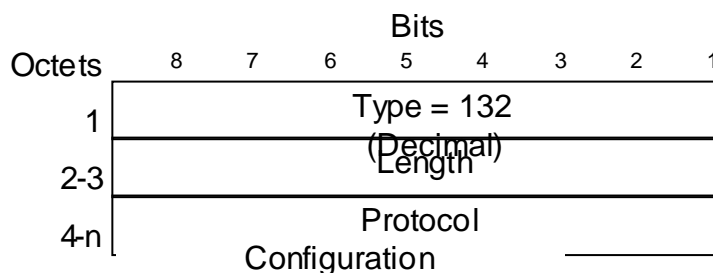 Bits
Octets 8 7 6 5 4 3 2 1
1 Type = 132
(Decimal)
2-3 Length
4-n Protocol
Configuration